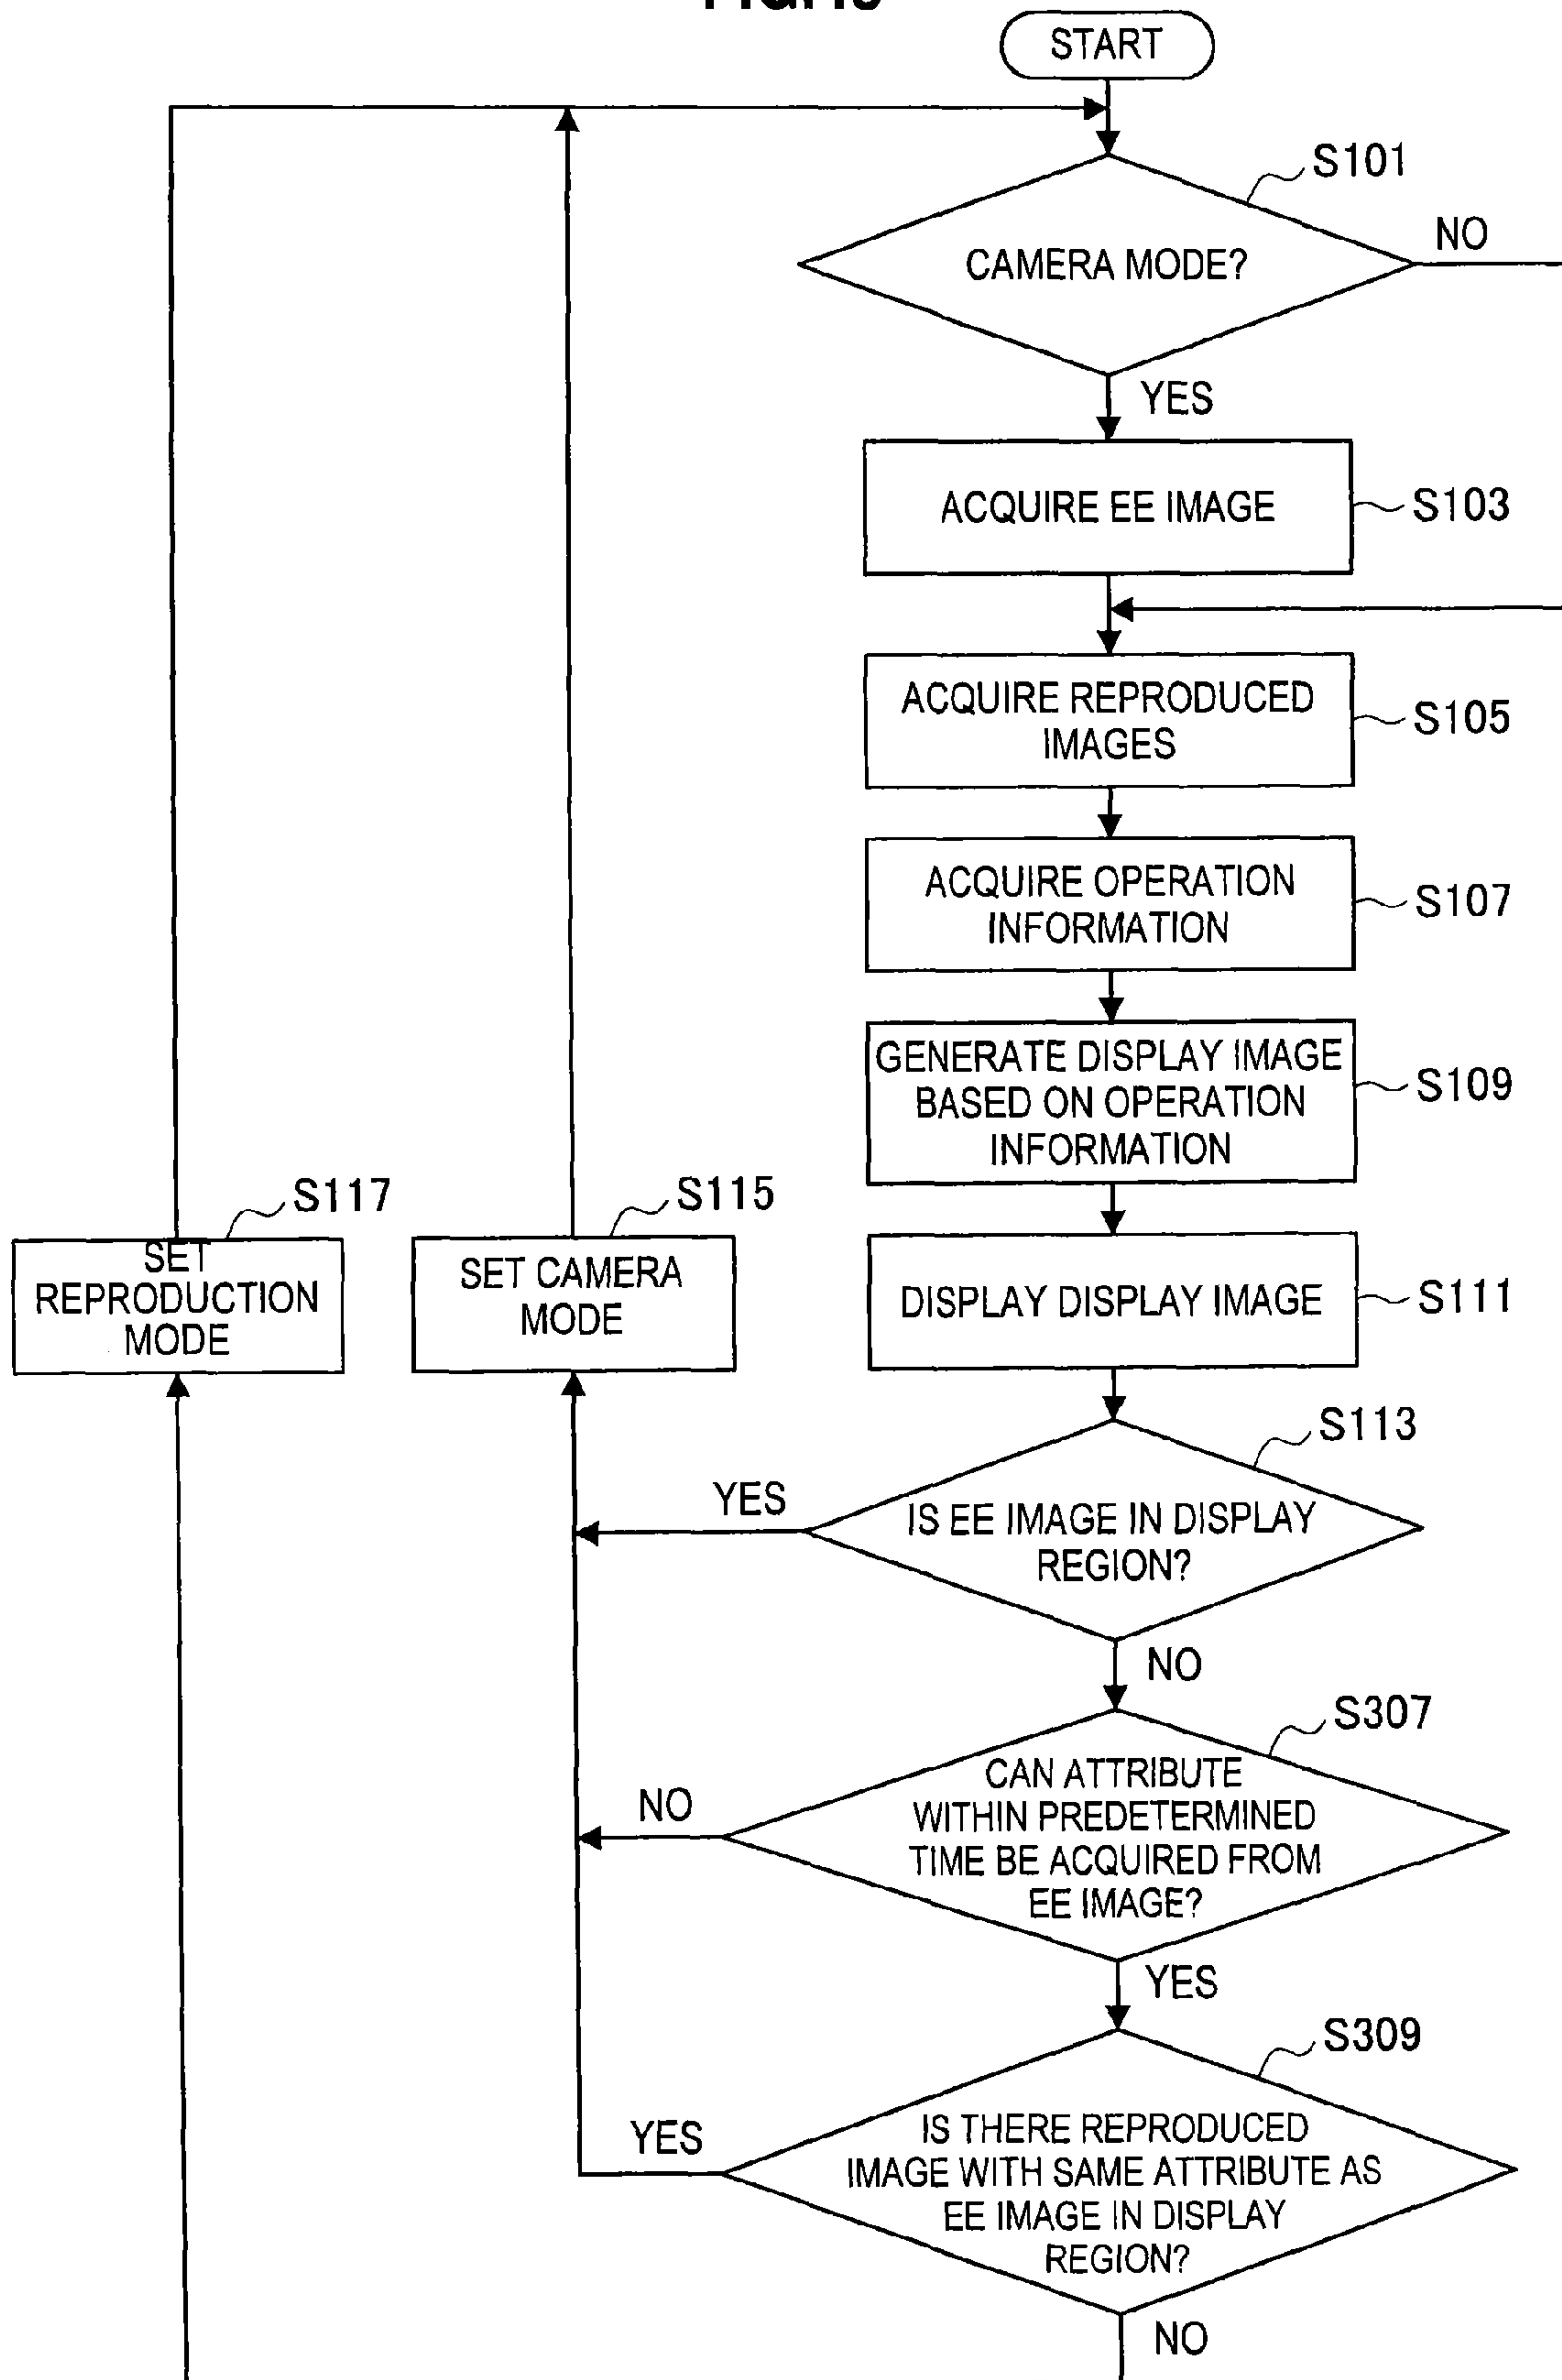 START
S101
CAMERA MODE?
NO
YES
ACQUIRE EE IMAGE
S103
ACQUIRE REPRODUCED
IMAGES
S105
ACQUIRE OPERATION
INFORMATION
S107
GENERATE DISPLAY IMAGE
BASED ON OPERATION
INFORMATION
S109
S117
SET
REPRODUCTION
MODE
S115
SET CAMERA
MODE
DISPLAY DISPLAY IMAGE
S111
S113
YES
IS EE IMAGE IN DISPLAY
REGION?
NO
S307
NO
CAN ATTRIBUTE
WITHIN PREDETERMINED
TIME BE ACQUIRED FROM
EE IMAGE?
YES
S309
YES
IS THERE REPRODUCED
IMAGE WITH SAME ATTRIBUTE AS
EE IMAGE IN DISPLAY
REGION?
NO